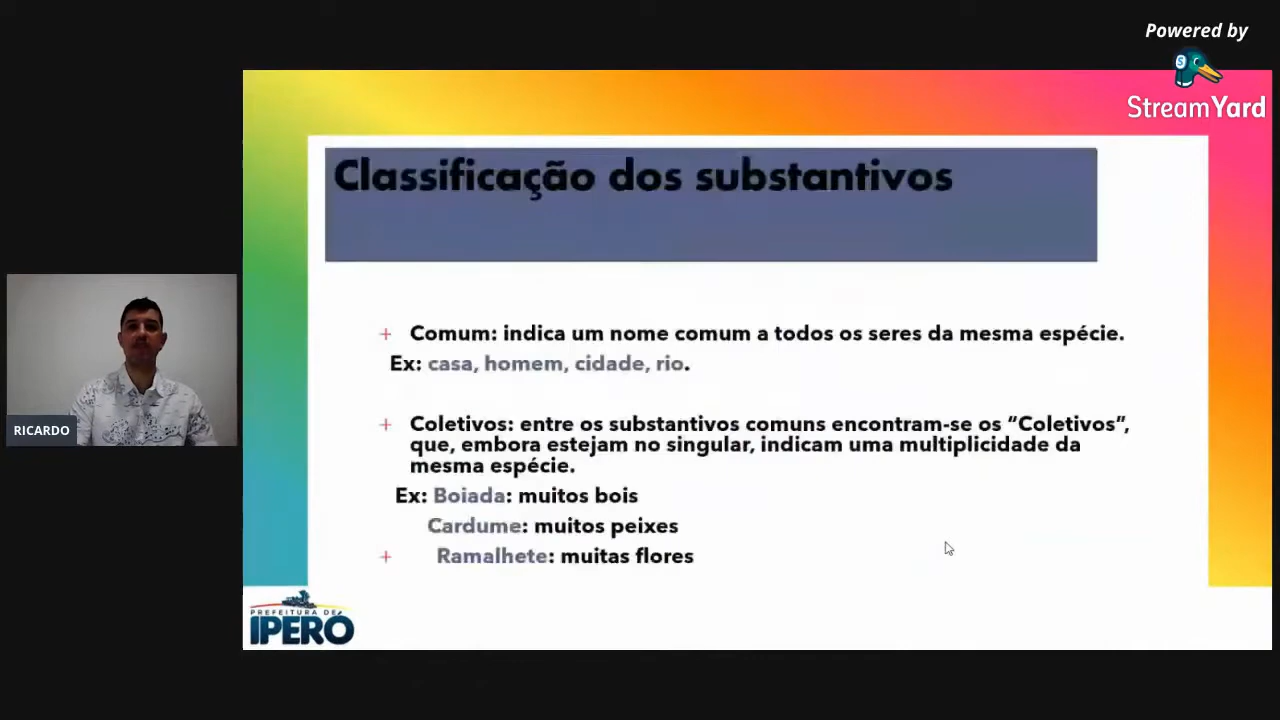 Powered by
StreamYard
Classificação dos substantivos
+ Comum: indica um nome comum a todos os seres da mesma espécie.
Ex: casa, homem, cidade, rio.
+ Coletivos: entre os substantivos comuns encontram-se os “Coletivos”,
que, embora estejam no singular, indicam uma multiplicidade da
mesma espécie.
Ex: Boiada: muitos bois
Cardume: muitos peixes
+ Ramalhete: muitas flores
RICARDO
PREFEITURA DE
IPERÓ